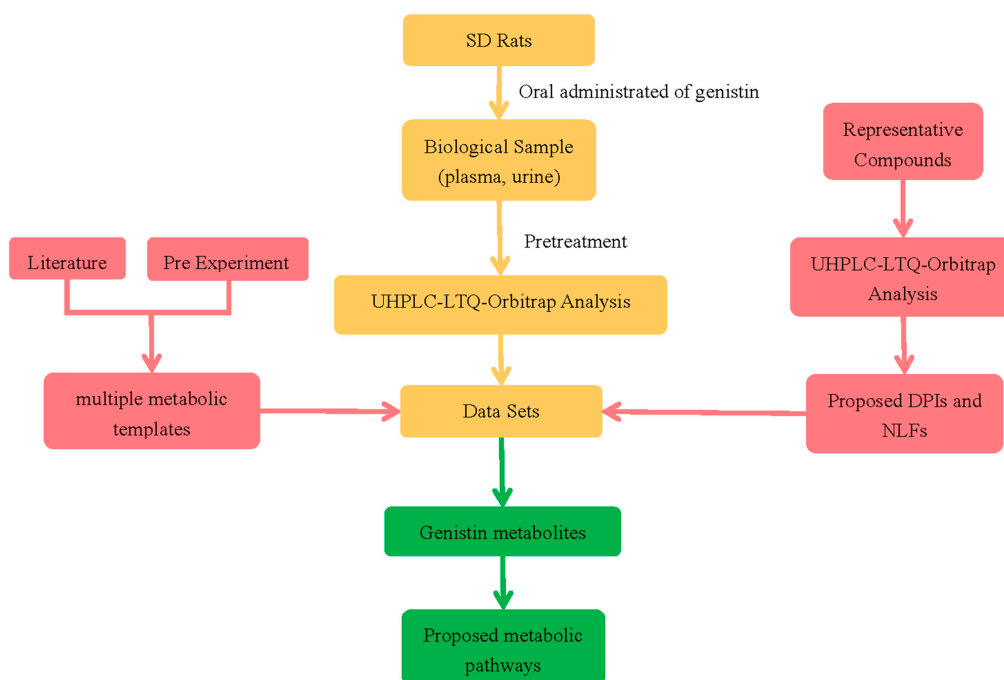 SD Rats
Oral administrated of genistin
Biological Sample
(plasma, urine)
Representative
Compounds
Pretreatment
Literature
Pre Experiment
UHPLC-LTQ-Orbitrap
Analysis
UHPLC-LTQ-Orbitrap Analysis
multiple metabolic
templates
Data Sets
Proposed DPIs and
NLFs
Genistin metabolites
Proposed metabolic
pathways